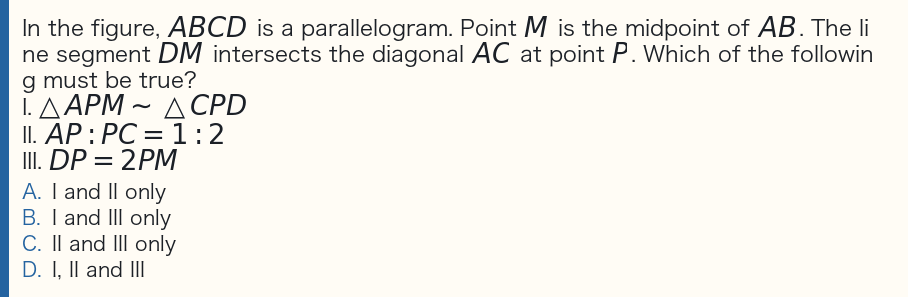 In the figure, ABCD is a parallelogram. Point M is the midpoint of AB. The li
ne segment DM intersects the diagonal AC at point P. Which of the followin
g must be true?
I. △APM ~ △CPD
II. AP : PC = 1 : 2
III. DP = 2PM
A. I and II only
B. I and III only
C. II and III only
D. I, II and III